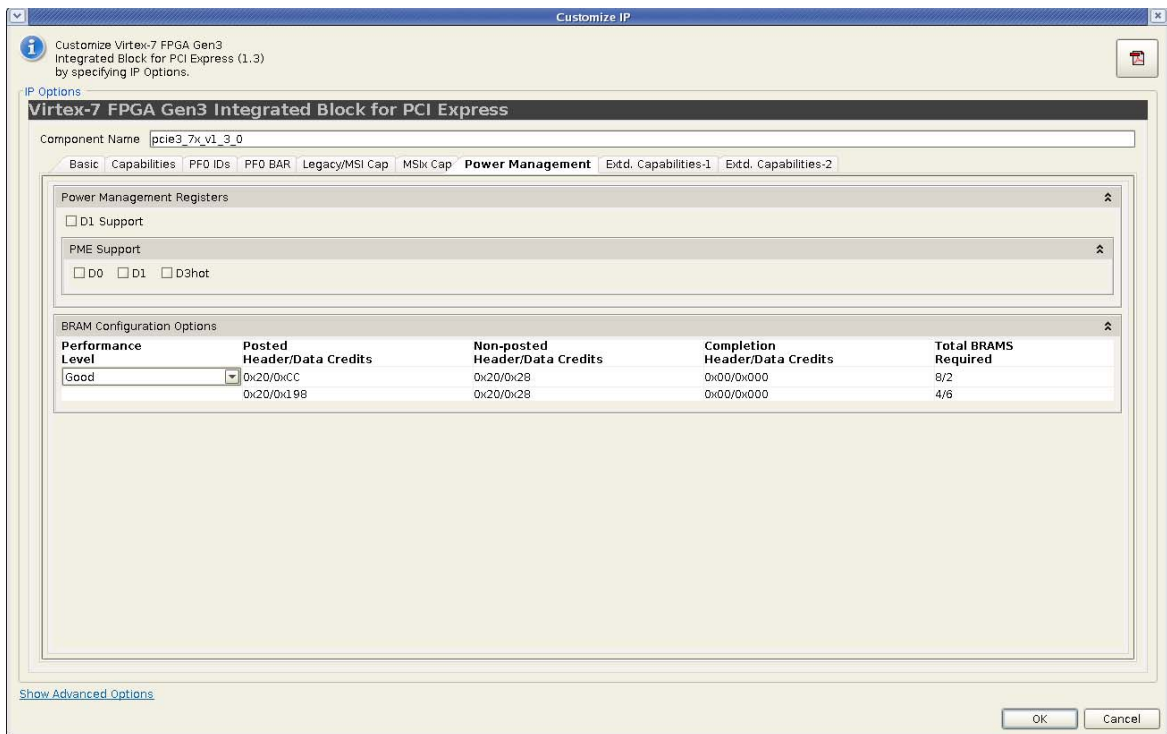 Customize IP
Customize Virtex-7 FPGA Gen3
Integrated Block for PCI Express (1.3)
by specifying IP Options.
IP Options
Virtex-7 FPGA Gen3 Integrated Block for PCI Express
Component Name pcie3_7x_v1_3_0
Basic Capabilities PF0 IDs PF0 BAR Legacy/MSI Cap MSIx Cap Power Management Extd. Capabilities-1 Extd. Capabilities-2
Power Management Registers
D1 Support
PME Support
D0 D1 D3hot
BRAM Configuration Options
Performance Posted Non-posted Completion Total BRAMS
Level Header/Data Credits Header/Data Credits Header/Data Credits Required
Good 0x20/0xCC 0x20/0x28 0x00/0x000 8/2
0x20/0x198 0x20/0x28 0x00/0x000 4/6
Show Advanced Options
OK Cancel